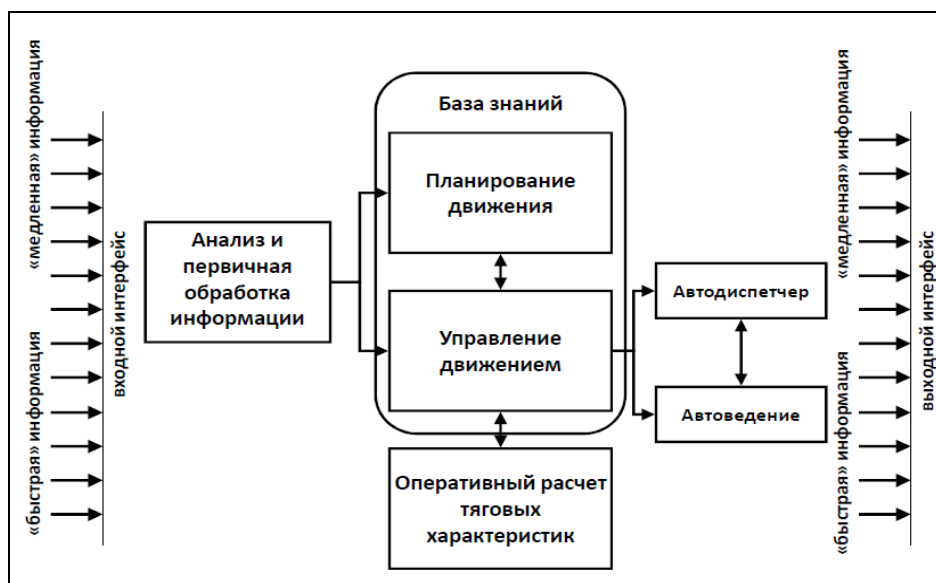 «медленная» информация
«быстрая» информация
входной интерфейс
Анализ и
первичная
обработка
информации
База знаний
Планирование
движения
Управление
движением
Оперативный расчет
тяговых
характеристик
Автодиспетчер
Автоведение
«медленная» информация
«быстрая» информация
выходной интерфейс